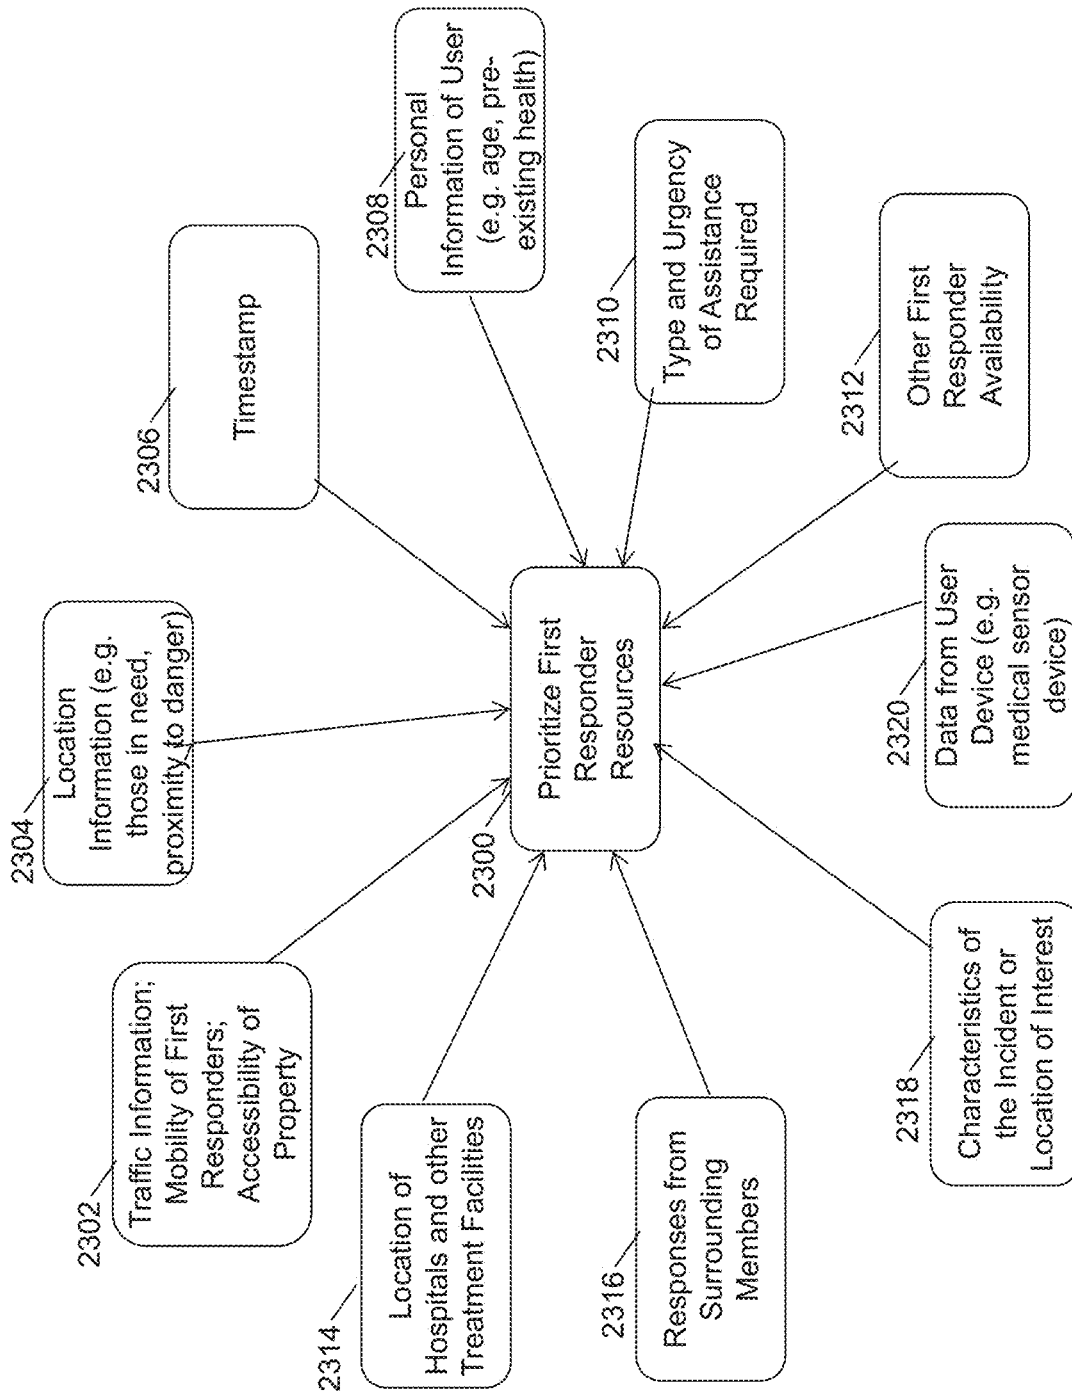 2302
Traffic Information;
Mobility of First
Responders;
Accessibility of
Property
2304
Location
Information (e.g.
those in need,
proximity to danger)
2306
Timestamp
2308
Personal
Information of User
(e.g. age, pre-
existing health)
2314
Location of
Hospitals and other
Treatment Facilities
2300
Prioritize First
Responder
Resources
2310
Type and Urgency
of Assistance
Required
2316
Responses from
Surrounding
Members
2312
Other First
Responder
Availability
2318
Characteristics of
the Incident or
Location of Interest
2320
Data from User
Device (e.g.
medical sensor
device)